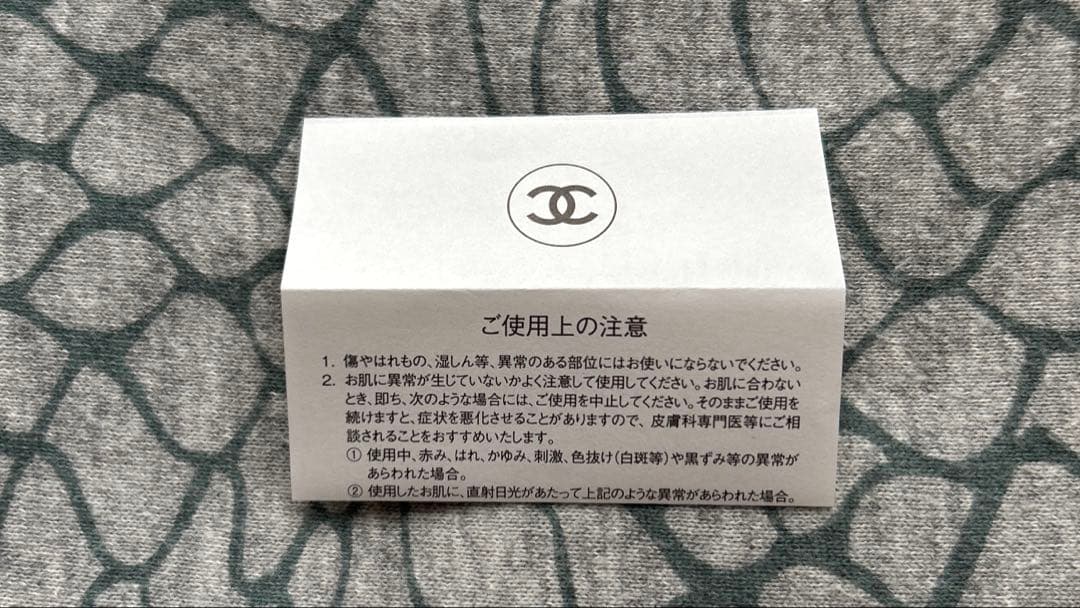 ご使用上の注意
1. 傷やはれもの、湿しん等、異常のある部位にはお使いにならないでください。
2. お肌に異常が生じていないかよく注意して使用してください。お肌に合わない
とき、即ち、次のような場合には、ご使用を中止してください。そのままご使用を
続けますと、症状を悪化させることがありますので、皮膚科専門医等にご相
談されることをおすすめいたします。
① 使用中、赤み、はれ、かゆみ、刺激、色抜け(白斑等)や黒ずみ等の異常が
あらわれた場合。
② 使用したお肌に、直射日光があたって上記のような異常があらわれた場合。